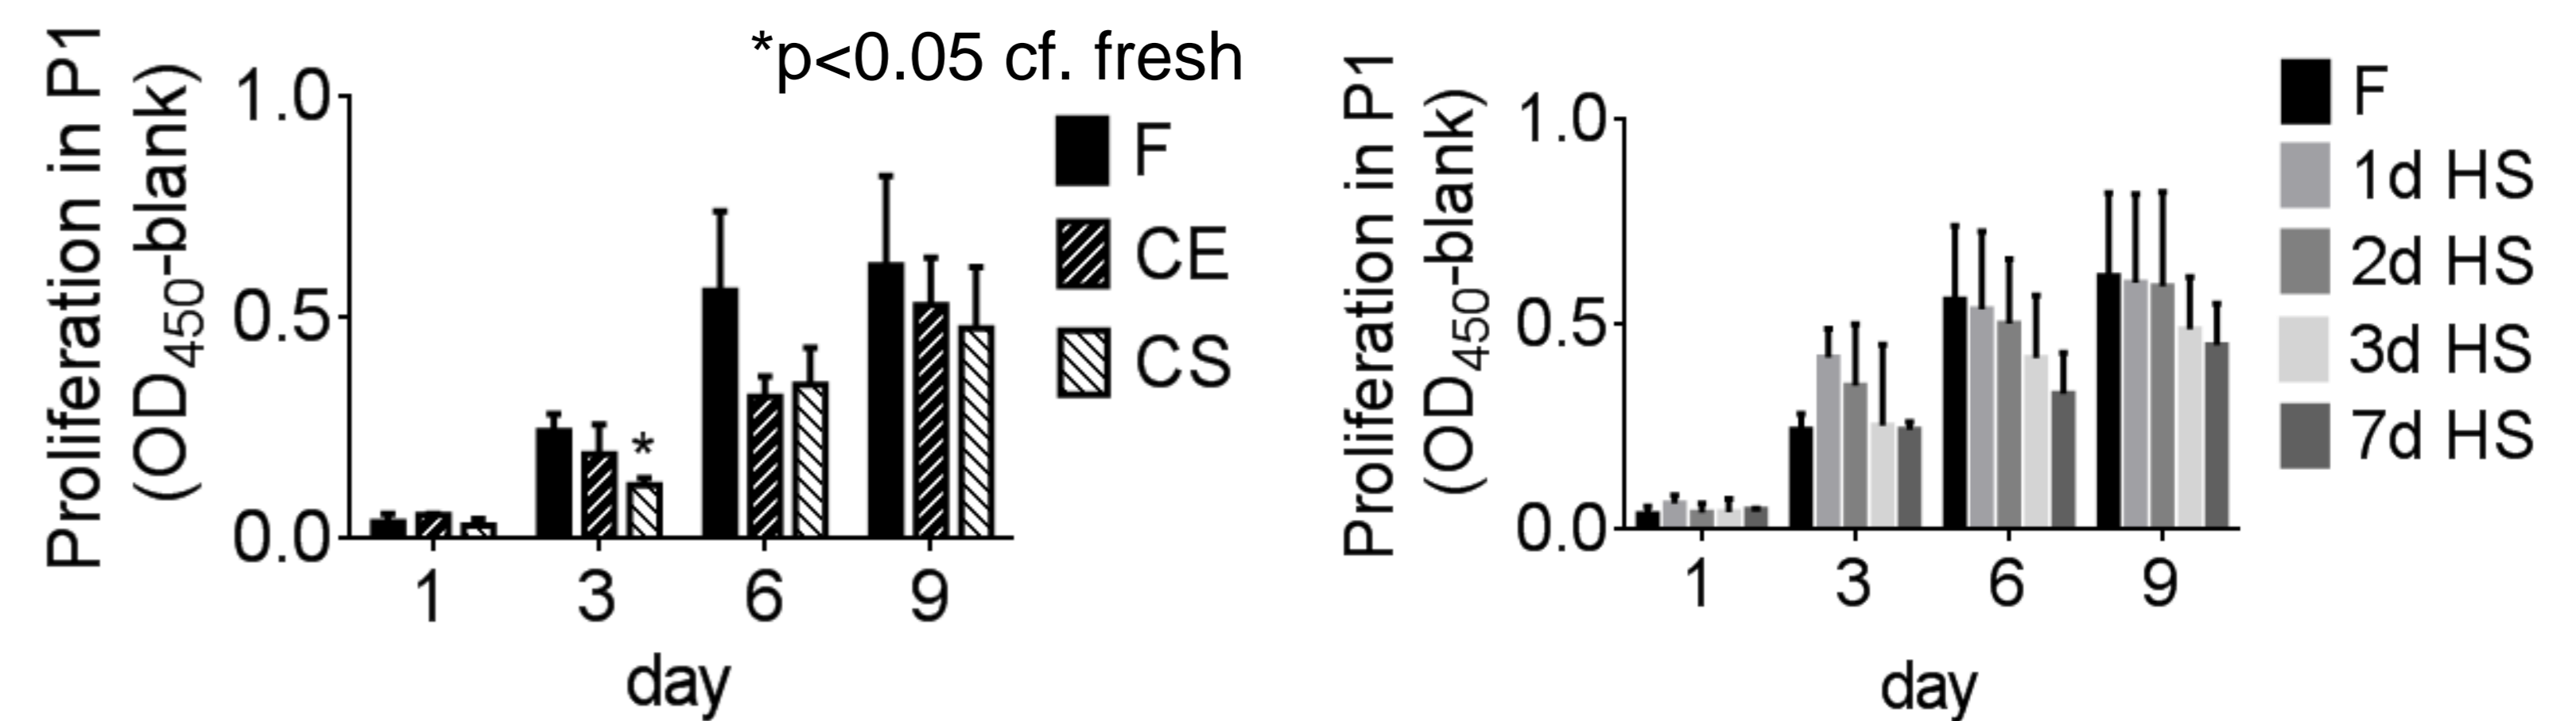 *p<0.05 cf. fresh
Proliferation in P1
(OD450-blank)
1.0
0.5
0.0
*
1 3 6 9
day
F
CE
CS
Proliferation in P1
(OD450-blank)
1.0
0.5
0.0
1 3 6 9
day
F
1d HS
2d HS
3d HS
7d HS